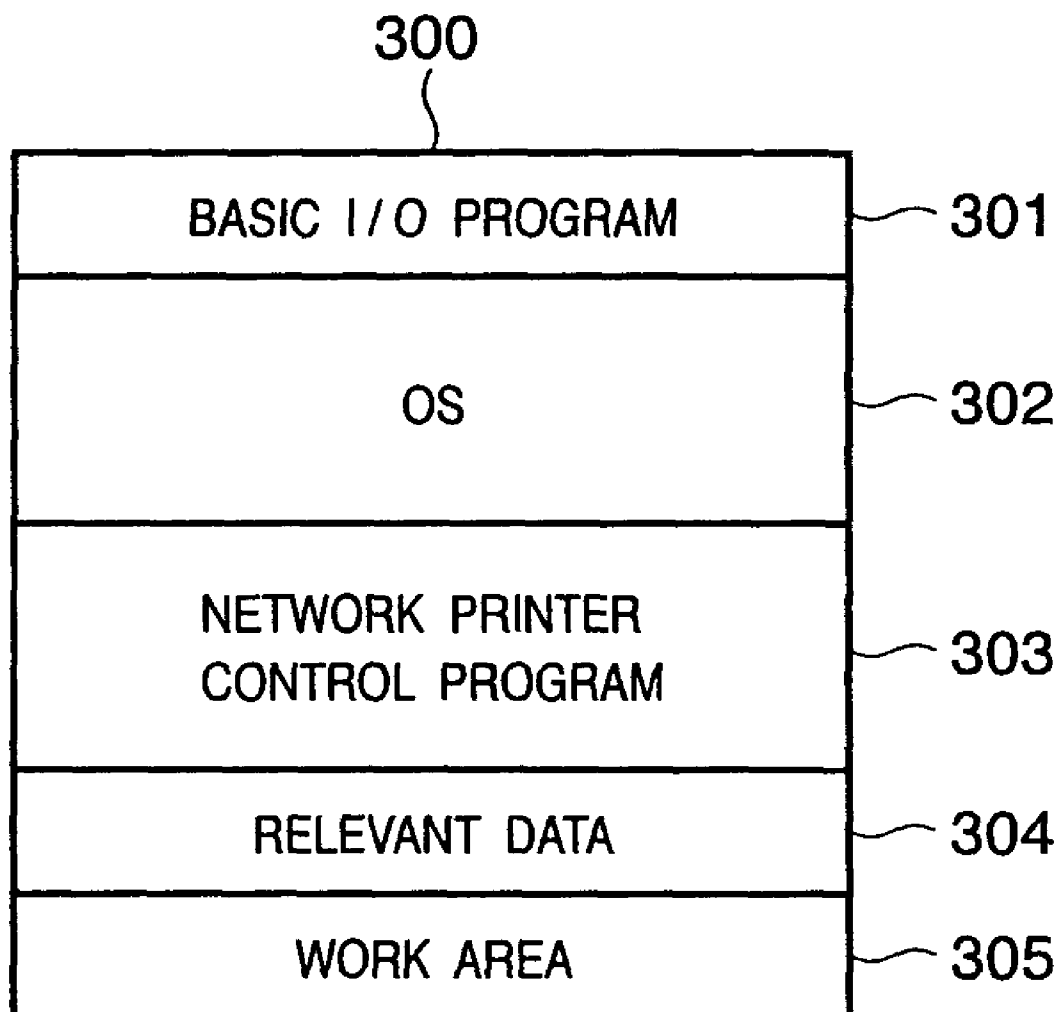 300
BASIC I/O PROGRAM
301
OS
302
NETWORK PRINTER
CONTROL PROGRAM
303
RELEVANT DATA
304
WORK AREA
305